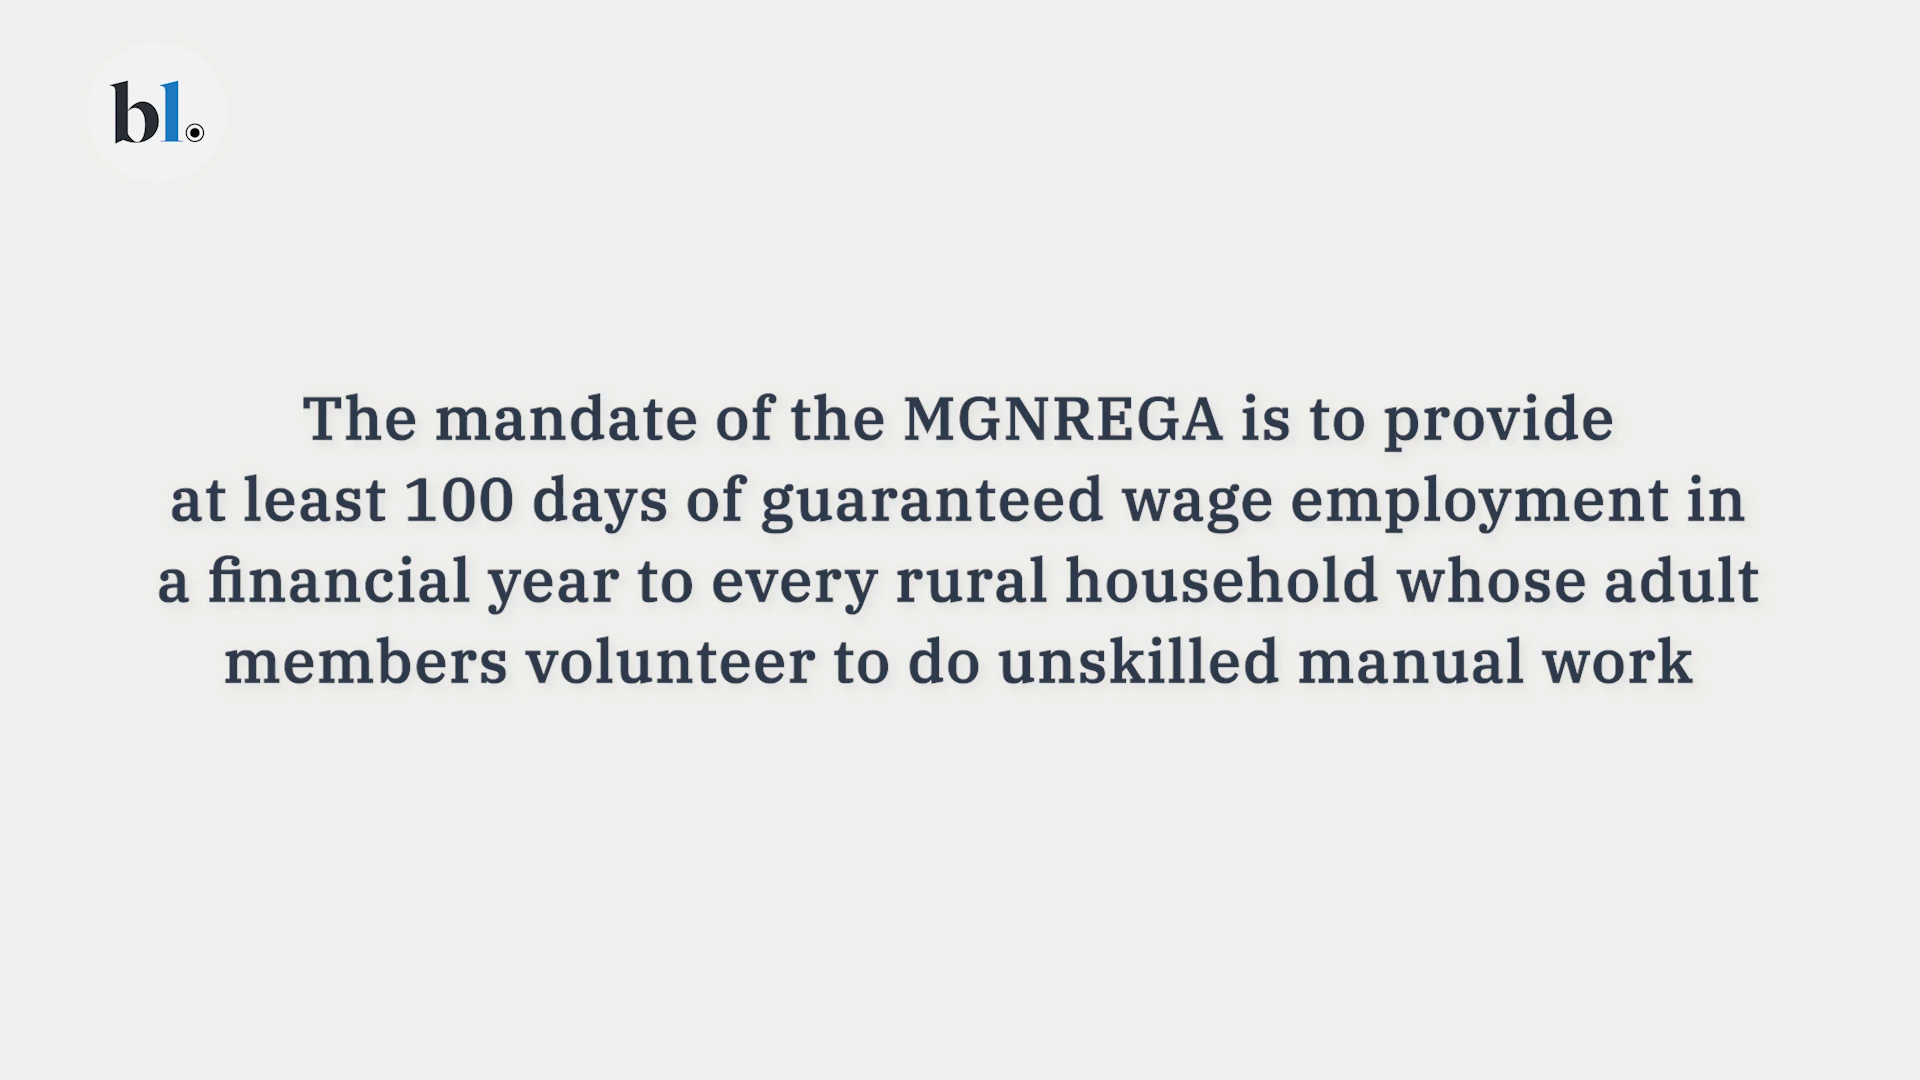 bl.
The mandate of the MGNREGA is to provide
at least 100 days of guaranteed wage employment in
a financial year to every rural household whose adult
members volunteer to do unskilled manual work